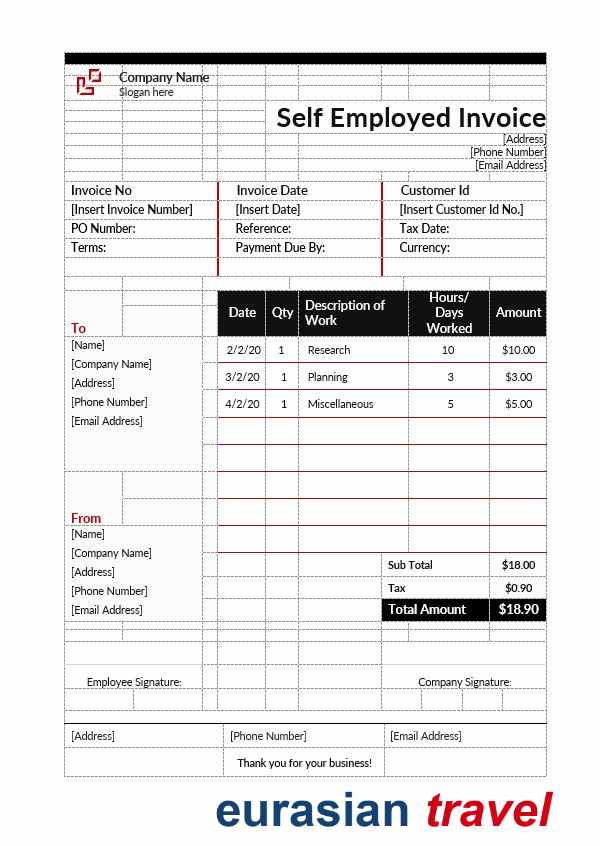 Company Name
Slogan here
Self Employed Invoice
[Address]
[Phone Number]
[Email Address]
Invoice No Invoice Date Customer Id
[Insert Invoice Number] [Insert Date] [Insert Customer Id No.]
PO Number: Reference: Tax Date:
Terms: Payment Due By: Currency:
To
[Name]
[Company Name]
[Address]
[Phone Number]
[Email Address]
Date Qty Description of Work Hours/ Days Worked Amount
2/2/20 1 Research 10 $10.00
3/2/20 1 Planning 3 $3.00
4/2/20 1 Miscellaneous 5 $5.00
From
[Name]
[Company Name]
[Address]
[Phone Number]
[Email Address]
Sub Total $18.00
Tax $0.90
Total Amount $18.90
Employee Signature: Company Signature:
[Address] [Phone Number] [Email Address]
Thank you for your business!
eurasian travel